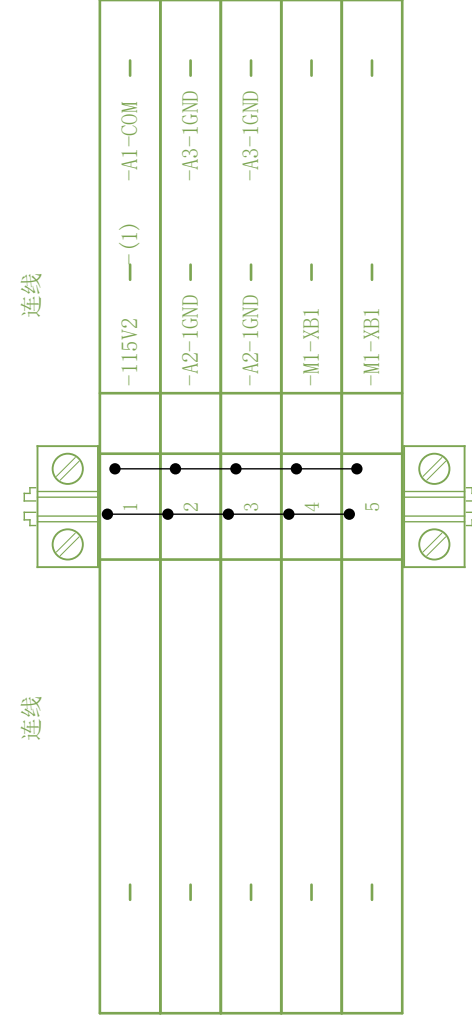 连线
-115V2 -(1) -A1-COM
-A2-1GND -A3-1GND
-A2-1GND -A3-1GND
-M1-XB1
-M1-XB1
1
2
3
4
5
连线